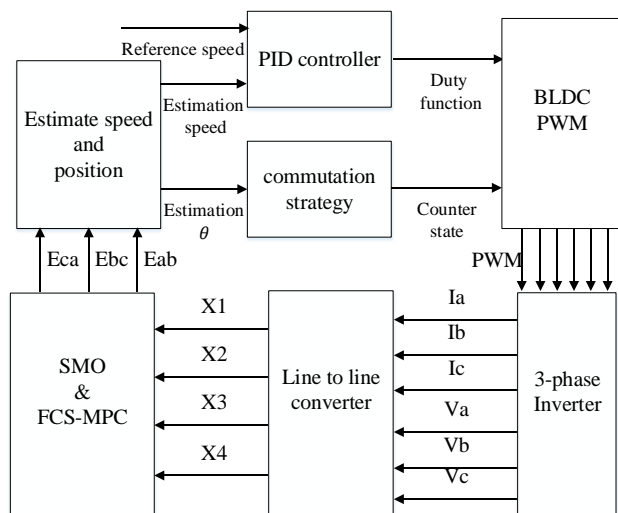 Reference speed
PID controller
Duty
function
BLDC
PWM
Estimate speed
and
position
Estimation
speed
Estimation
θ
commutation
strategy
Counter
state
Eca
Ebc
Eab
PWM
SMO
&
FCS-MPC
X1
X2
X3
X4
Line to line
converter
Ia
Ib
Ic
Va
Vb
Vc
3-phase
Inverter